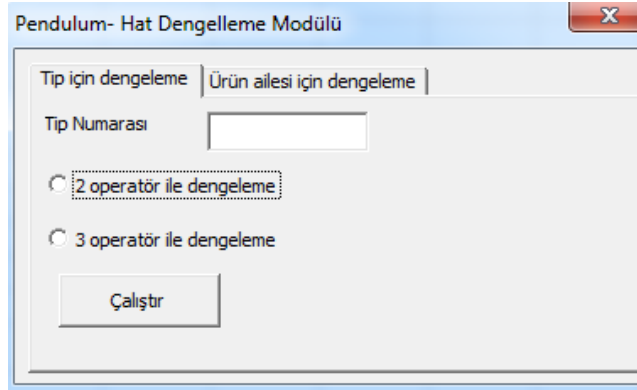 Pendulum- Hat Dengelleme Modülü
Tip için dengeleme Ürün ailesi için dengeleme
Tip Numarası
2 operatör ile dengeleme
3 operatör ile dengeleme
Çalıştır